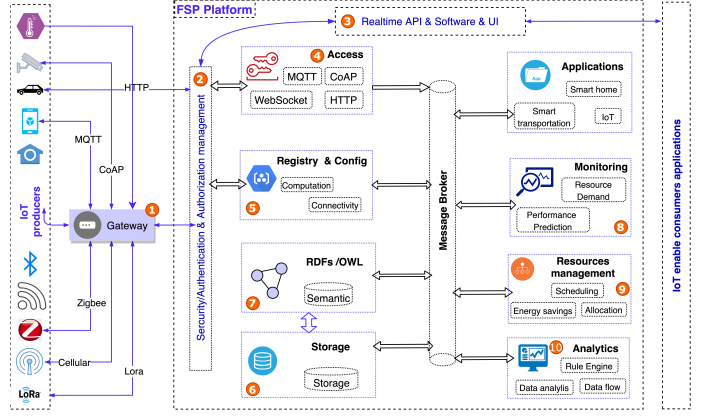 FSP Platform
3 Realtime API & Software & UI
IoT producers
HTTP
MQTT
CoAP
1
Gateway
Zigbee
Cellular
Lora
LoRa
2
Sercurity/Authentication & Authorization management
4 Access
MQTT
CoAP
WebSocket
HTTP
Registry & Config
Computation
Connectivity
5
RDFs /OWL
Semantic
7
Storage
Storage
6
Message Broker
Applications
App
Smart home
Smart
transportation
IoT
Monitoring
Resource
Demand
Performance
Prediction
8
Resources
management
Scheduling
9
Energy savings
Allocation
10 Analytics
Rule Engine
Data analylis
Data flow
IoT enable consumers applications